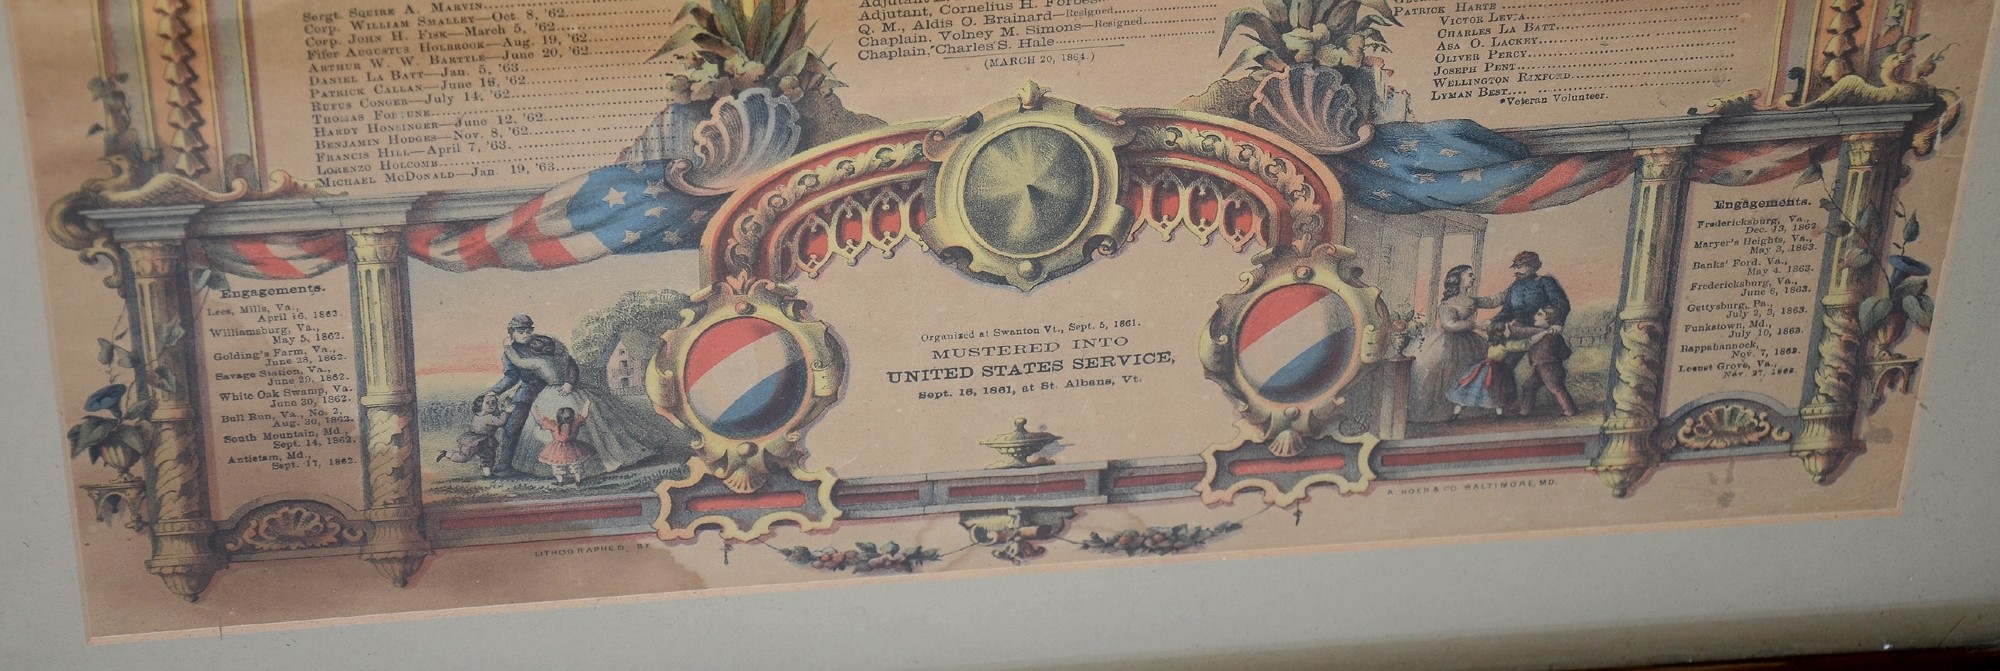 Sergt. Squire A. Marvin
Corp. William Smalley—Oct. 8, '62
Corp. John H. Fisk—March 5, '62
Fifer Augustus Holbrook—Aug. 19, '62
Arthur W. W. Bartle—June 20, '62
Daniel La Batt—Jan. 5, '63
Patrick Callan—June 16, '62
Rufus Conger—July 14, '62
Thomas Fortune
Hardy Honsinger—June 12, '62
Benjamin Hodges—Nov. 8, '62
Francis Hill—April 7, '63.
Lorenzo Holcomb
Michael McDonald—Jan. 19, '63
Adjutant, Cornelius H. Forbes
Q. M., Aldis O. Brainard—Resigned
Chaplain, Volney M. Simons—Resigned
Chaplain, Charles S. Hale
(MARCH 20, 1864.)
Patrick Harte
Victor Levia
Charles La Batt
Asa O. Lackey
Oliver Percy
Joseph Pent
Wellington Rixford
Lyman Best
*Veteran Volunteer.
Engagements.
Lees, Mills, Va.,
April 16, 1862.
Williamsburg, Va.,
May 5, 1862.
Golding's Farm, Va.,
June 28, 1862.
Savage Station, Va.,
June 29, 1862.
White Oak Swamp, Va.
June 30, 1862.
Bull Run, Va., No. 2,
Aug. 30, 1862.
South Mountain, Md.,
Sept. 14, 1862.
Antietam, Md.,
Sept. 17, 1862.
Organized at Swanton Vt., Sept. 5, 1861.
MUSTERED INTO
UNITED STATES SERVICE,
Sept. 16, 1861, at St. Albans, Vt.
Engagements.
Fredericksburg, Va.,
Dec. 13, 1862
Maryer's Heights, Va.,
May 3, 1863.
Banks' Ford, Va.,
May 4. 1863.
Fredericksburg, Va.,
June 6, 1863.
Gettysburg, Pa.,
July 2, 3, 1863.
Funkstown, Md.,
July 10, 1863.
Rappahannock,
Nov. 7, 1863.
Locust Grove, Va.,
Nov. 27, 1863.
LITHOGRAPHED, BY
A. HOEN & CO. BALTIMORE, MD.